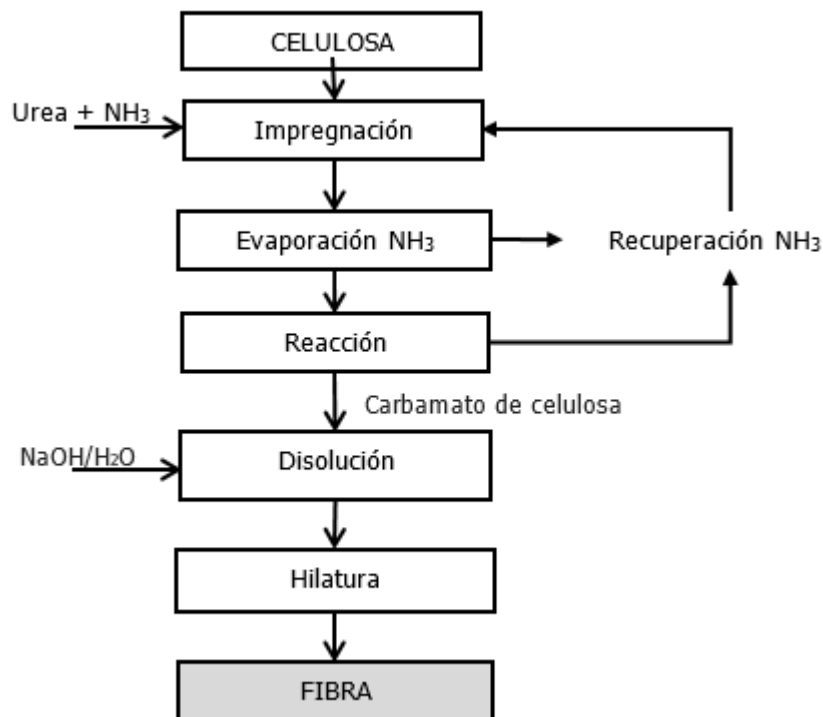 CELULOSA
Urea + NH₃
Impregnación
Evaporación NH₃
Recuperación NH₃
Reacción
Carbamato de celulosa
NaOH/H₂O
Disolución
Hilatura
FIBRA